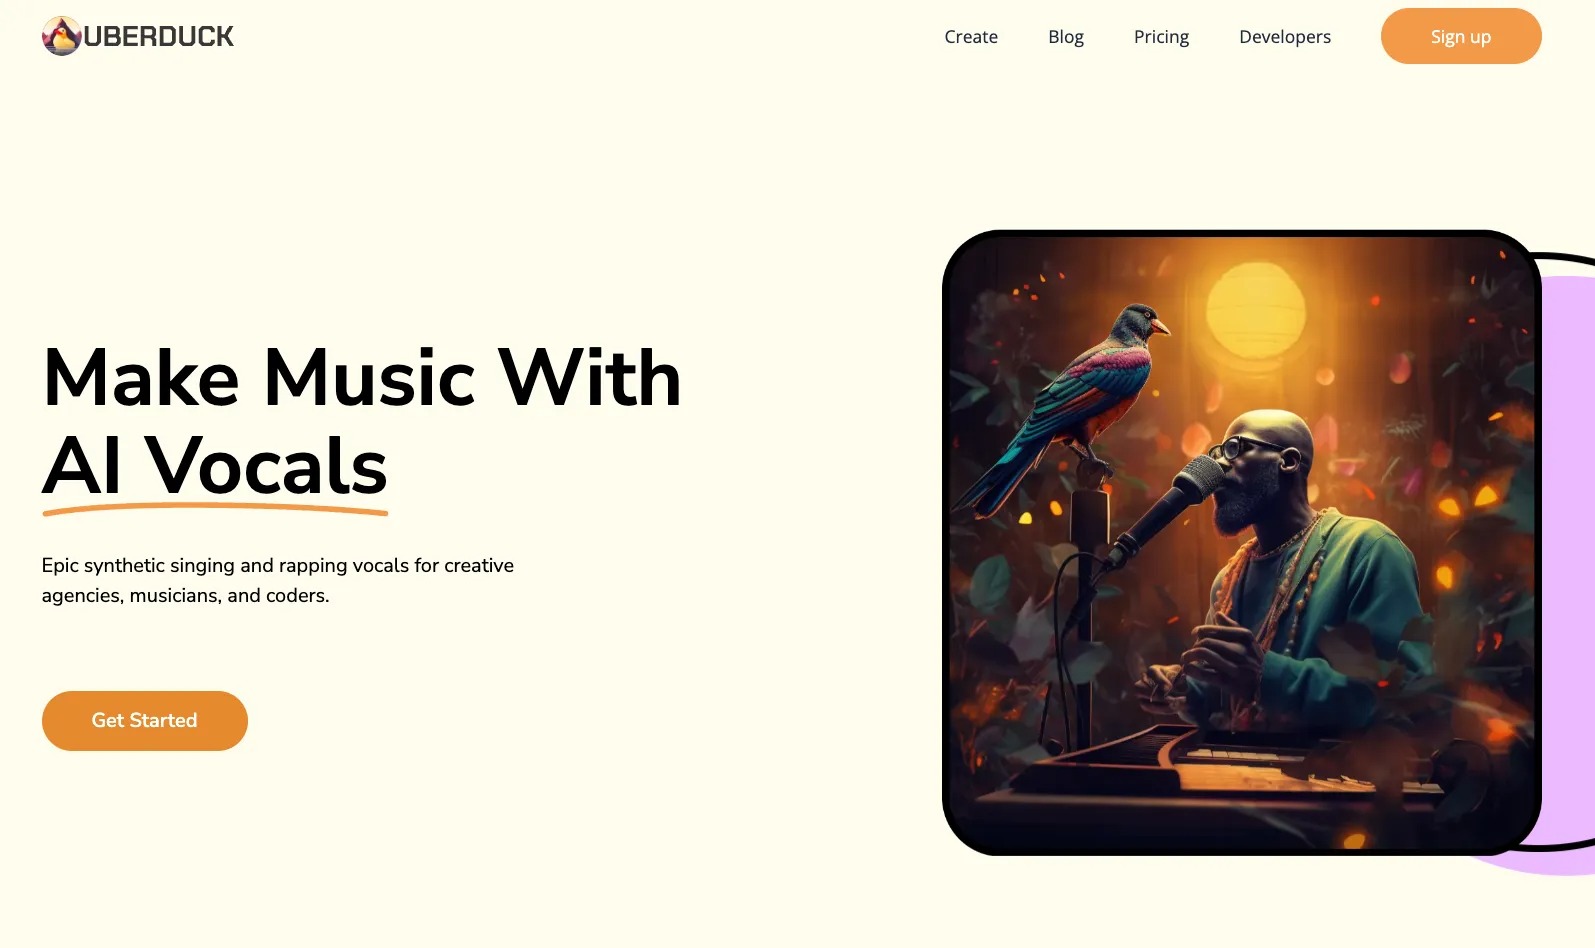 UBERDUCK
Create
Blog
Pricing
Developers
Sign up
Make Music With
AI Vocals
Epic synthetic singing and rapping vocals for creative
agencies, musicians, and coders.
Get Started